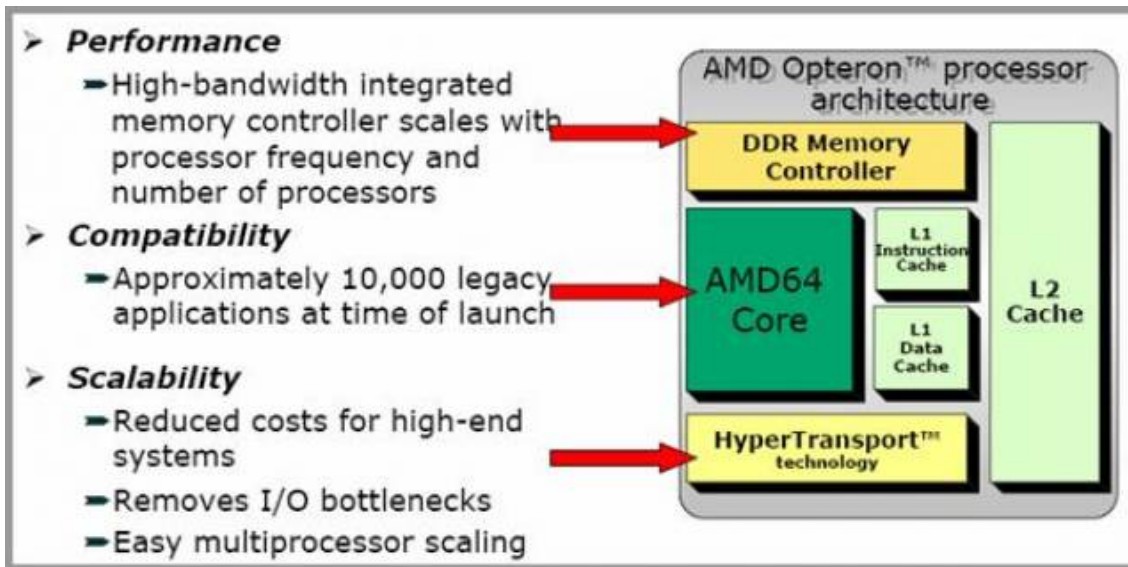 Performance
High-bandwidth integrated
memory controller scales with
processor frequency and
number of processors
Compatibility
Approximately 10,000 legacy
applications at time of launch
Scalability
Reduced costs for high-end
systems
Removes I/O bottlenecks
Easy multiprocessor scaling
AMD Opteron™ processor
architecture
DDR Memory
Controller
AMD64
Core
L1
Instruction
Cache
L1
Data
Cache
L2
Cache
HyperTransport™
technology